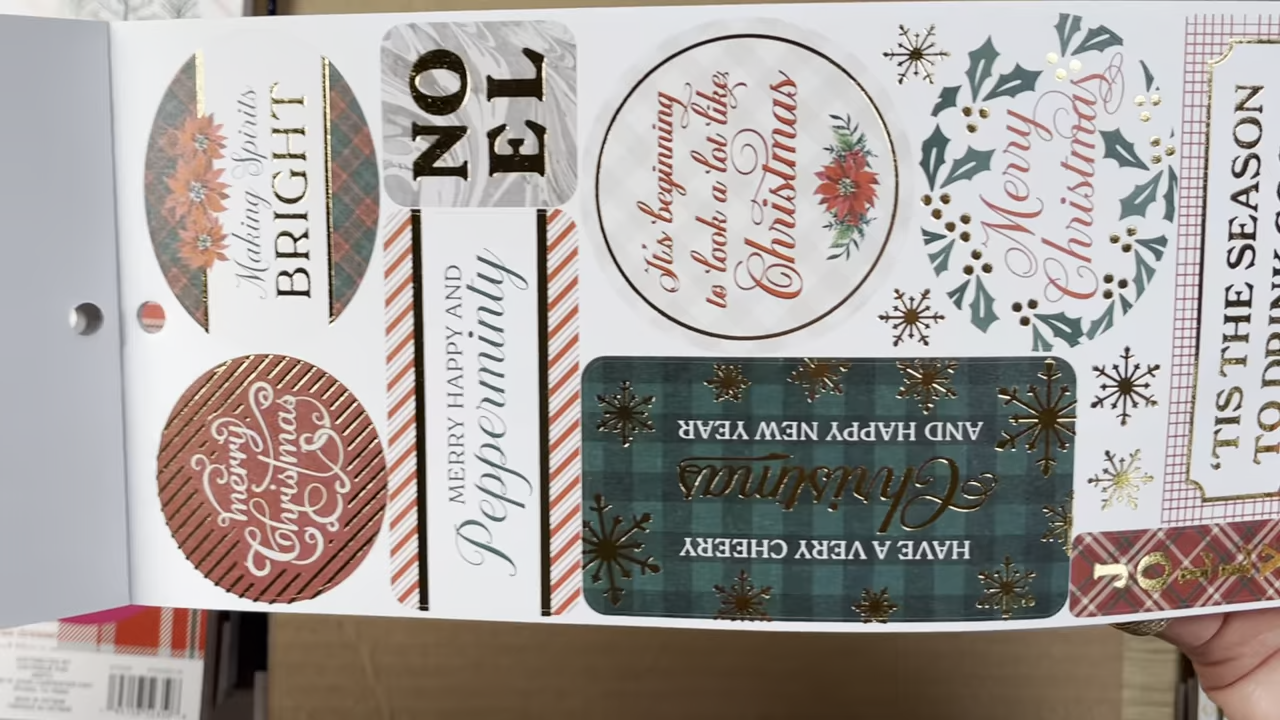 Making Spirits
BRIGHT
NO
EL
It's beginning
to look a lot like
Christmas
Merry
Christmas
'TIS THE SEASON
merry
Christmas
MERRY HAPPY AND
Pepperminty
HAVE A VERY CHEERY
Christmas
AND HAPPY NEW YEAR
JOLLY